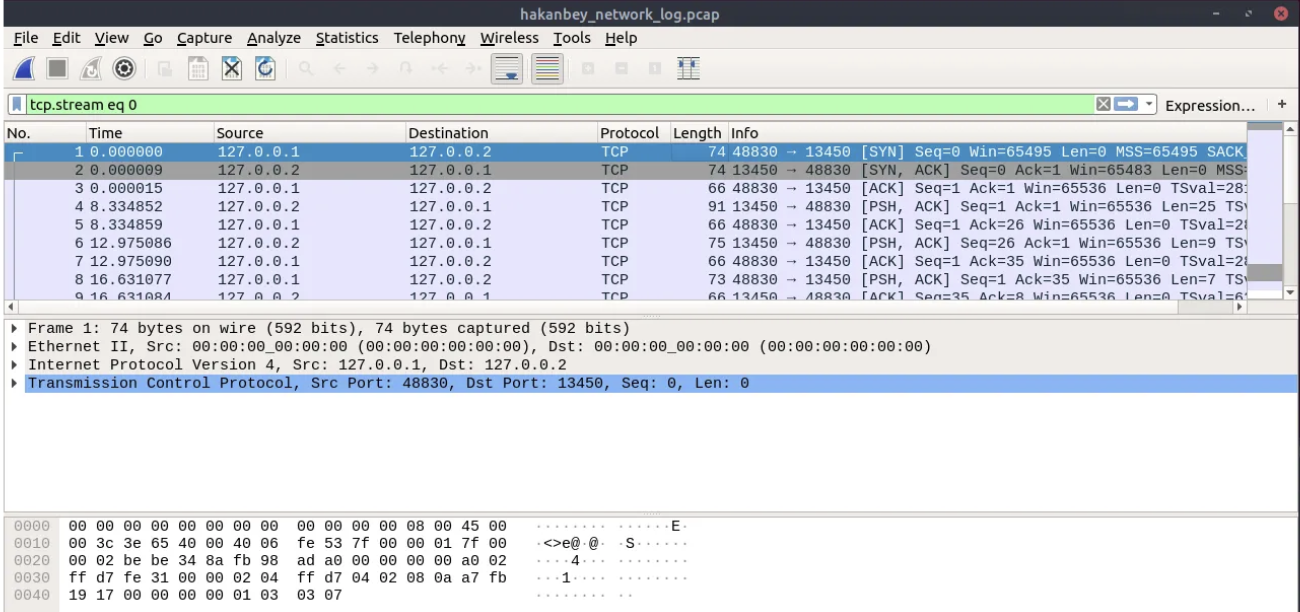 hakanbey_network_log.pcap
File Edit View Go Capture Analyze Statistics Telephony Wireless Tools Help
tcp.stream eq 0 Expression... +
No. Time Source Destination Protocol Length Info
1 0.000000 127.0.0.1 127.0.0.2 TCP 74 48830 → 13450 [SYN] Seq=0 Win=65495 Len=0 MSS=65495 SACK_
2 0.000009 127.0.0.2 127.0.0.1 TCP 74 13450 → 48830 [SYN, ACK] Seq=0 Ack=1 Win=65483 Len=0 MSS=
3 0.000015 127.0.0.1 127.0.0.2 TCP 66 48830 → 13450 [ACK] Seq=1 Ack=1 Win=65536 Len=0 TSval=281
4 8.334852 127.0.0.2 127.0.0.1 TCP 91 13450 → 48830 [PSH, ACK] Seq=1 Ack=1 Win=65536 Len=25 TSv
5 8.334859 127.0.0.1 127.0.0.2 TCP 66 48830 → 13450 [ACK] Seq=1 Ack=26 Win=65536 Len=0 TSval=28
6 12.975086 127.0.0.2 127.0.0.1 TCP 75 13450 → 48830 [PSH, ACK] Seq=26 Ack=1 Win=65536 Len=9 TSv
7 12.975090 127.0.0.1 127.0.0.2 TCP 66 48830 → 13450 [ACK] Seq=1 Ack=35 Win=65536 Len=0 TSval=28
8 16.631077 127.0.0.1 127.0.0.2 TCP 73 48830 → 13450 [PSH, ACK] Seq=1 Ack=35 Win=65536 Len=7 TSv
9 16.631084 127.0.0.2 127.0.0.1 TCP 66 13450 → 48830 [ACK] Seq=35 Ack=8 Win=65536 Len=0 TSval=61
Frame 1: 74 bytes on wire (592 bits), 74 bytes captured (592 bits)
Ethernet II, Src: 00:00:00_00:00:00 (00:00:00:00:00:00), Dst: 00:00:00_00:00:00 (00:00:00:00:00:00)
Internet Protocol Version 4, Src: 127.0.0.1, Dst: 127.0.0.2
Transmission Control Protocol, Src Port: 48830, Dst Port: 13450, Seq: 0, Len: 0
0000 00 00 00 00 00 00 00 00 00 00 00 00 08 00 45 00 ········ ······E·
0010 00 3c 3e 65 40 00 40 06 fe 53 7f 00 00 01 7f 00 ·<>e@·@· ·S······
0020 00 02 be be 34 8a fb 98 ad a0 00 00 00 00 a0 02 ····4··· ········
0030 ff d7 fe 31 00 00 02 04 ff d7 04 02 08 0a a7 fb ···1···· ········
0040 19 17 00 00 00 00 01 03 03 07 ········ ··